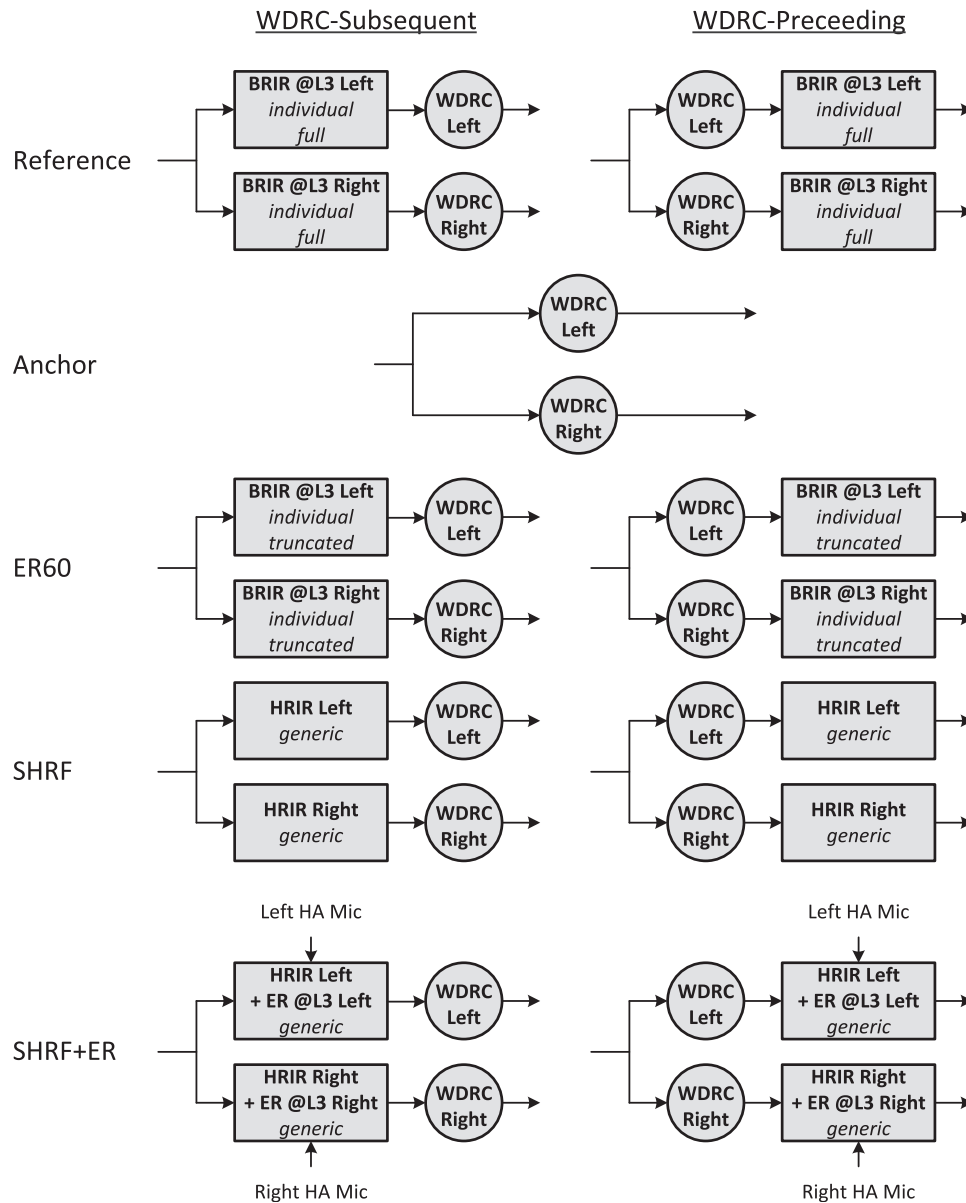 WDRC-Subsequent
WDRC-Preceeding
Reference
BRIR @L3 Left
individual
full
WDRC
Left
BRIR @L3 Right
individual
full
WDRC
Right
WDRC
Left
BRIR @L3 Left
individual
full
WDRC
Right
BRIR @L3 Right
individual
full
Anchor
WDRC
Left
WDRC
Right
ER60
BRIR @L3 Left
individual
truncated
WDRC
Left
BRIR @L3 Right
individual
truncated
WDRC
Right
WDRC
Left
BRIR @L3 Left
individual
truncated
WDRC
Right
BRIR @L3 Right
individual
truncated
SHRF
HRIR Left
generic
WDRC
Left
HRIR Right
generic
WDRC
Right
WDRC
Left
HRIR Left
generic
WDRC
Right
HRIR Right
generic
SHRF+ER
Left HA Mic
HRIR Left
+ ER @L3 Left
generic
WDRC
Left
HRIR Right
+ ER @L3 Right
generic
WDRC
Right
Right HA Mic
Left HA Mic
WDRC
Left
HRIR Left
+ ER @L3 Left
generic
WDRC
Right
HRIR Right
+ ER @L3 Right
generic
Right HA Mic